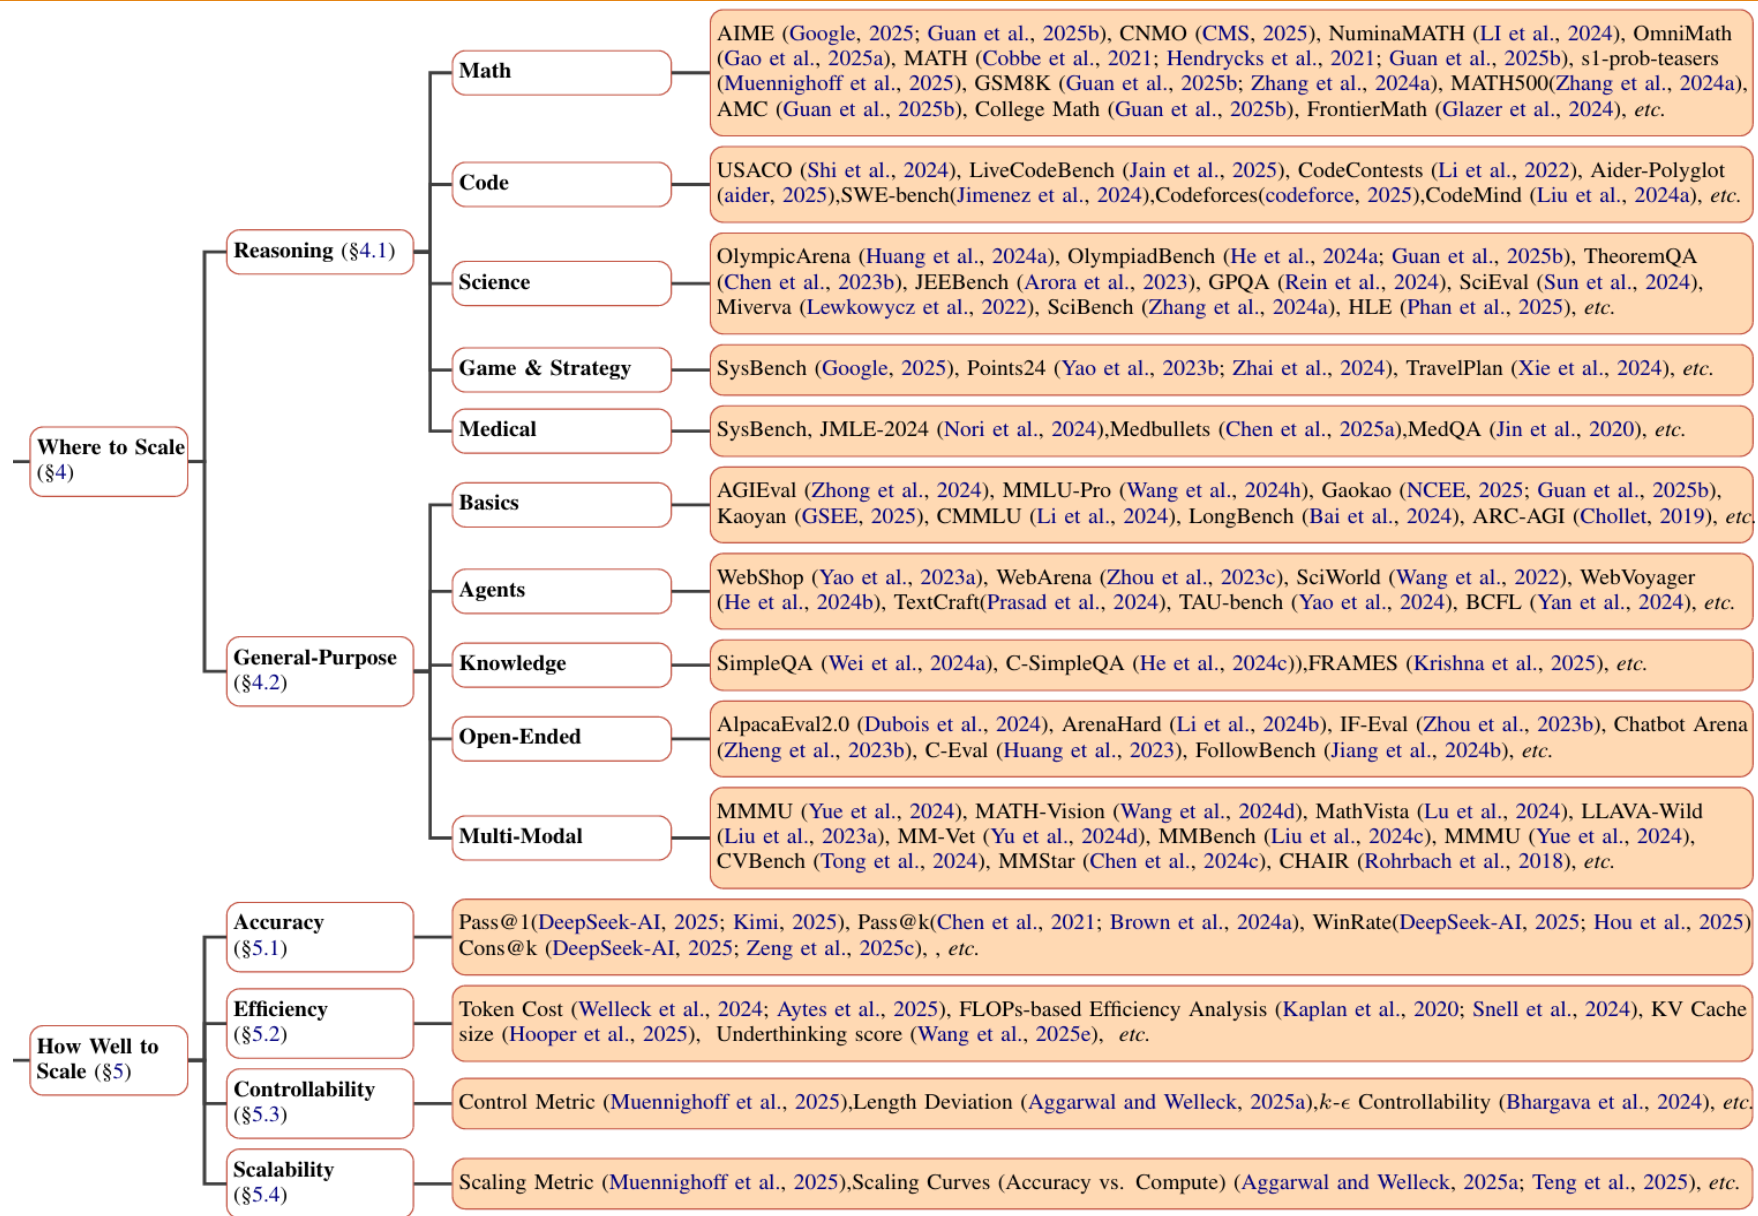 Where to Scale
(§4)
Reasoning (§4.1)
Math
AIME (Google, 2025; Guan et al., 2025b), CNMO (CMS, 2025), NuminaMATH (LI et al., 2024), OmniMath
(Gao et al., 2025a), MATH (Cobbe et al., 2021; Hendrycks et al., 2021; Guan et al., 2025b), s1-prob-teasers
(Muennighoff et al., 2025), GSM8K (Guan et al., 2025b; Zhang et al., 2024a), MATH500(Zhang et al., 2024a),
AMC (Guan et al., 2025b), College Math (Guan et al., 2025b), FrontierMath (Glazer et al., 2024), etc.
Code
USACO (Shi et al., 2024), LiveCodeBench (Jain et al., 2025), CodeContests (Li et al., 2022), Aider-Polyglot
(aider, 2025),SWE-bench(Jimenez et al., 2024),Codeforces(codeforce, 2025),CodeMind (Liu et al., 2024a), etc.
Science
OlympicArena (Huang et al., 2024a), OlympiadBench (He et al., 2024a; Guan et al., 2025b), TheoremQA
(Chen et al., 2023b), JEEBench (Arora et al., 2023), GPQA (Rein et al., 2024), SciEval (Sun et al., 2024),
Miverva (Lewkowycz et al., 2022), SciBench (Zhang et al., 2024a), HLE (Phan et al., 2025), etc.
Game & Strategy
SysBench (Google, 2025), Points24 (Yao et al., 2023b; Zhai et al., 2024), TravelPlan (Xie et al., 2024), etc.
Medical
SysBench, JMLE-2024 (Nori et al., 2024),Medbullets (Chen et al., 2025a),MedQA (Jin et al., 2020), etc.
General-Purpose
(§4.2)
Basics
AGIEval (Zhong et al., 2024), MMLU-Pro (Wang et al., 2024h), Gaokao (NCEE, 2025; Guan et al., 2025b),
Kaoyan (GSEE, 2025), CMMLU (Li et al., 2024), LongBench (Bai et al., 2024), ARC-AGI (Chollet, 2019), etc.
Agents
WebShop (Yao et al., 2023a), WebArena (Zhou et al., 2023c), SciWorld (Wang et al., 2022), WebVoyager
(He et al., 2024b), TextCraft(Prasad et al., 2024), TAU-bench (Yao et al., 2024), BCFL (Yan et al., 2024), etc.
Knowledge
SimpleQA (Wei et al., 2024a), C-SimpleQA (He et al., 2024c)),FRAMES (Krishna et al., 2025), etc.
Open-Ended
AlpacaEval2.0 (Dubois et al., 2024), ArenaHard (Li et al., 2024b), IF-Eval (Zhou et al., 2023b), Chatbot Arena
(Zheng et al., 2023b), C-Eval (Huang et al., 2023), FollowBench (Jiang et al., 2024b), etc.
Multi-Modal
MMMU (Yue et al., 2024), MATH-Vision (Wang et al., 2024d), MathVista (Lu et al., 2024), LLAVA-Wild
(Liu et al., 2023a), MM-Vet (Yu et al., 2024d), MMBench (Liu et al., 2024c), MMMU (Yue et al., 2024),
CVBench (Tong et al., 2024), MMStar (Chen et al., 2024c), CHAIR (Rohrbach et al., 2018), etc.
How Well to
Scale (§5)
Accuracy
(§5.1)
Pass@1(DeepSeek-AI, 2025; Kimi, 2025), Pass@k(Chen et al., 2021; Brown et al., 2024a), WinRate(DeepSeek-AI, 2025; Hou et al., 2025)
Cons@k (DeepSeek-AI, 2025; Zeng et al., 2025c), , etc.
Efficiency
(§5.2)
Token Cost (Welleck et al., 2024; Aytes et al., 2025), FLOPs-based Efficiency Analysis (Kaplan et al., 2020; Snell et al., 2024), KV Cache
size (Hooper et al., 2025), Underthinking score (Wang et al., 2025e), etc.
Controllability
(§5.3)
Control Metric (Muennighoff et al., 2025),Length Deviation (Aggarwal and Welleck, 2025a),k-ϵ Controllability (Bhargava et al., 2024), etc.
Scalability
(§5.4)
Scaling Metric (Muennighoff et al., 2025),Scaling Curves (Accuracy vs. Compute) (Aggarwal and Welleck, 2025a; Teng et al., 2025), etc.